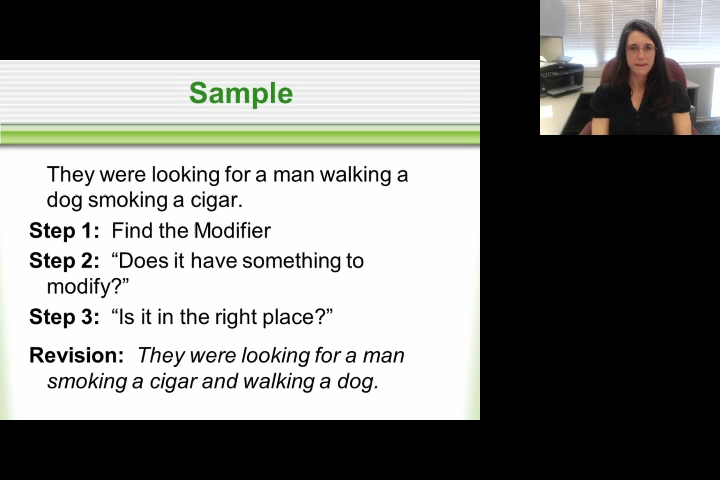 Sample
They were looking for a man walking a
dog smoking a cigar.
Step 1: Find the Modifier
Step 2: “Does it have something to
modify?”
Step 3: “Is it in the right place?”
Revision: They were looking for a man
smoking a cigar and walking a dog.